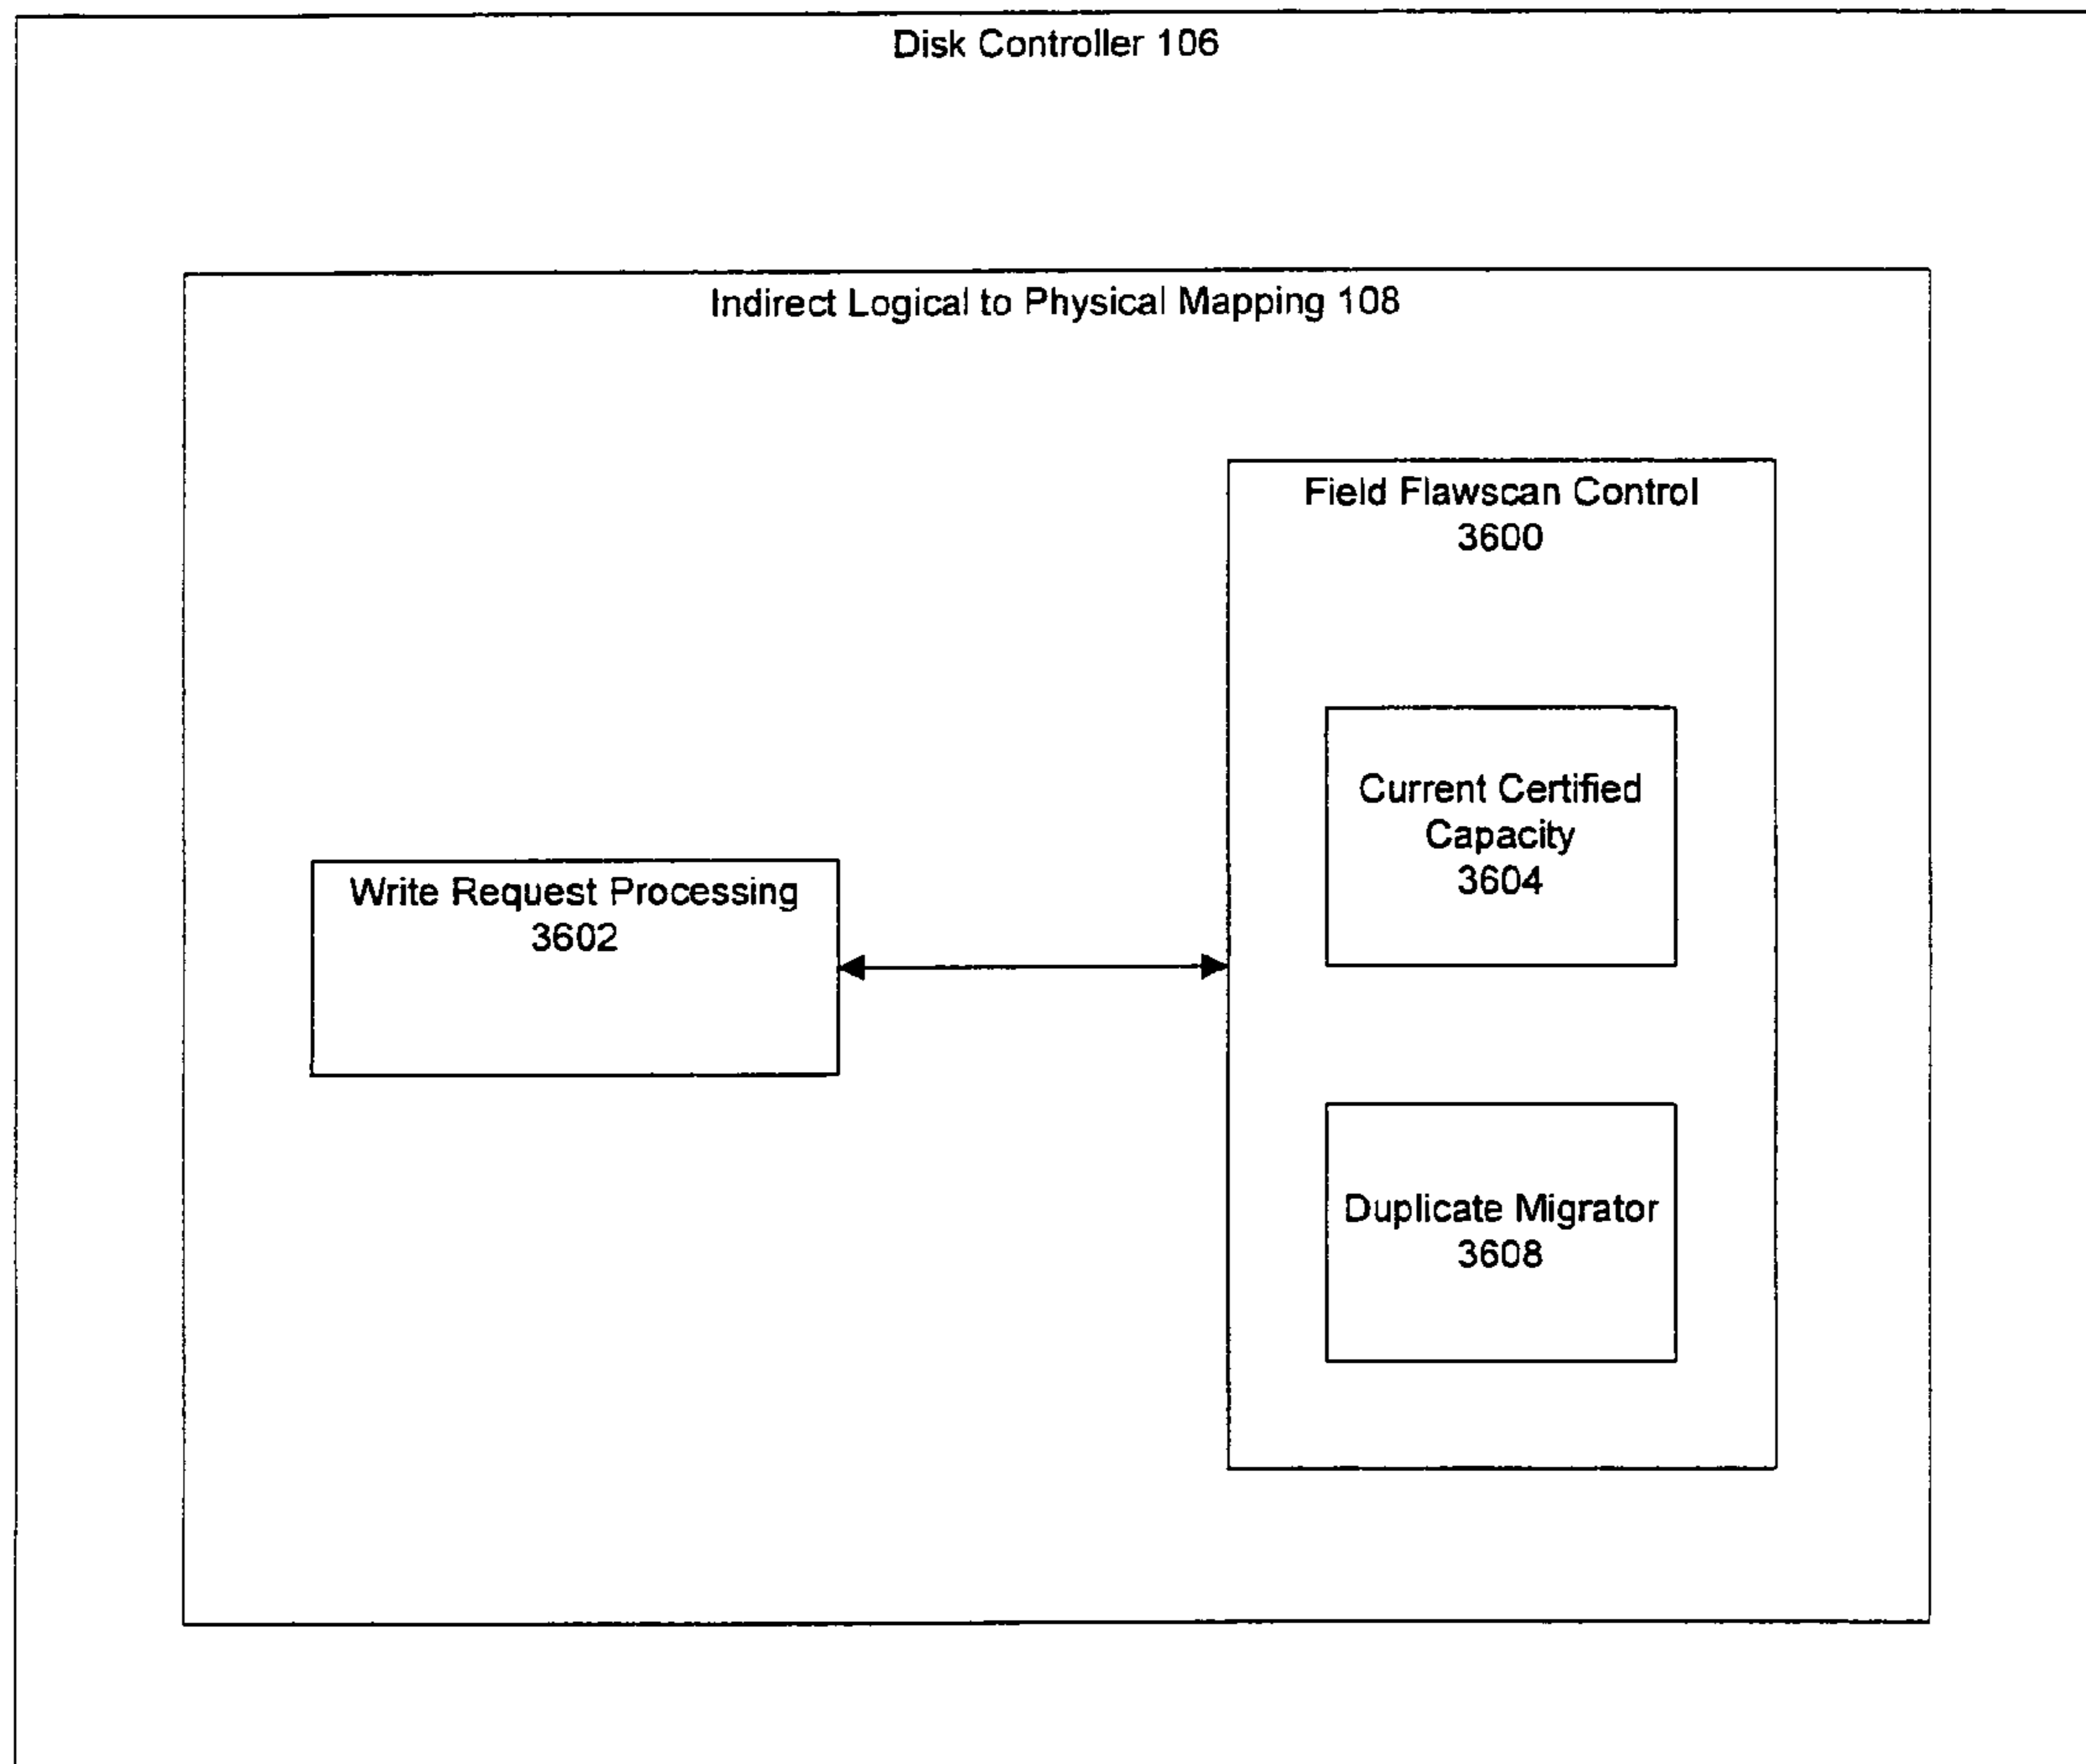 Disk Controller 106
Indirect Logical to Physical Mapping 108
Field Flawscan Control
3600
Current Certified
Capacity
3604
Write Request Processing
3602
Duplicate Migrator
3608